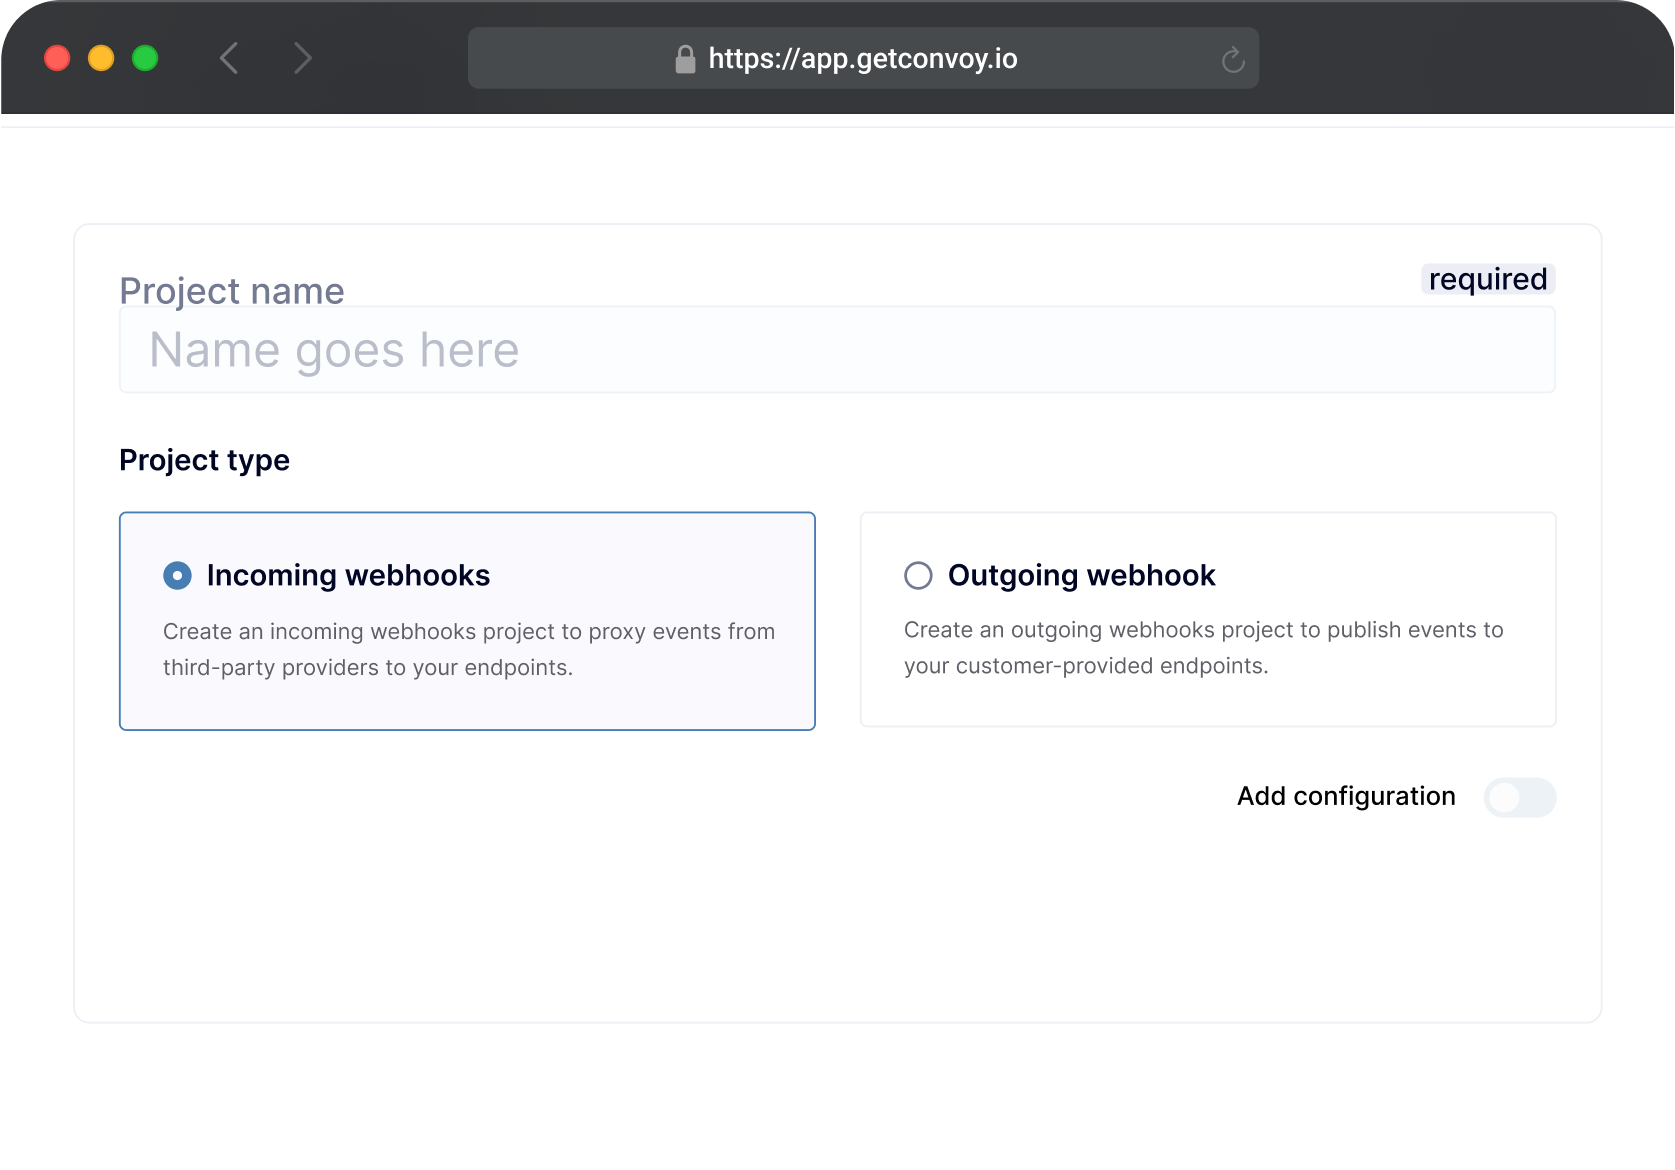 https://app.getconvoy.io
Project name
required
Name goes here
Project type
Incoming webhooks
Create an incoming webhooks project to proxy events from
third-party providers to your endpoints.
Outgoing webhook
Create an outgoing webhooks project to publish events to
your customer-provided endpoints.
Add configuration